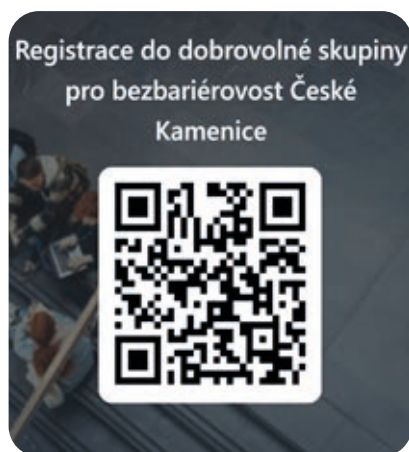 Registrace do dobrovolné skupiny
pro bezbariérovost České
Kamenice